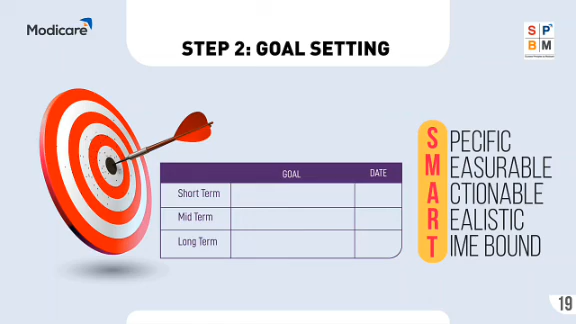 Modicare
STEP 2: GOAL SETTING
S P
B M
GOAL DATE
Short Term
Mid Term
Long Term
SPECIFIC
MEASURABLE
ACTIONABLE
REALISTIC
TIME BOUND
19